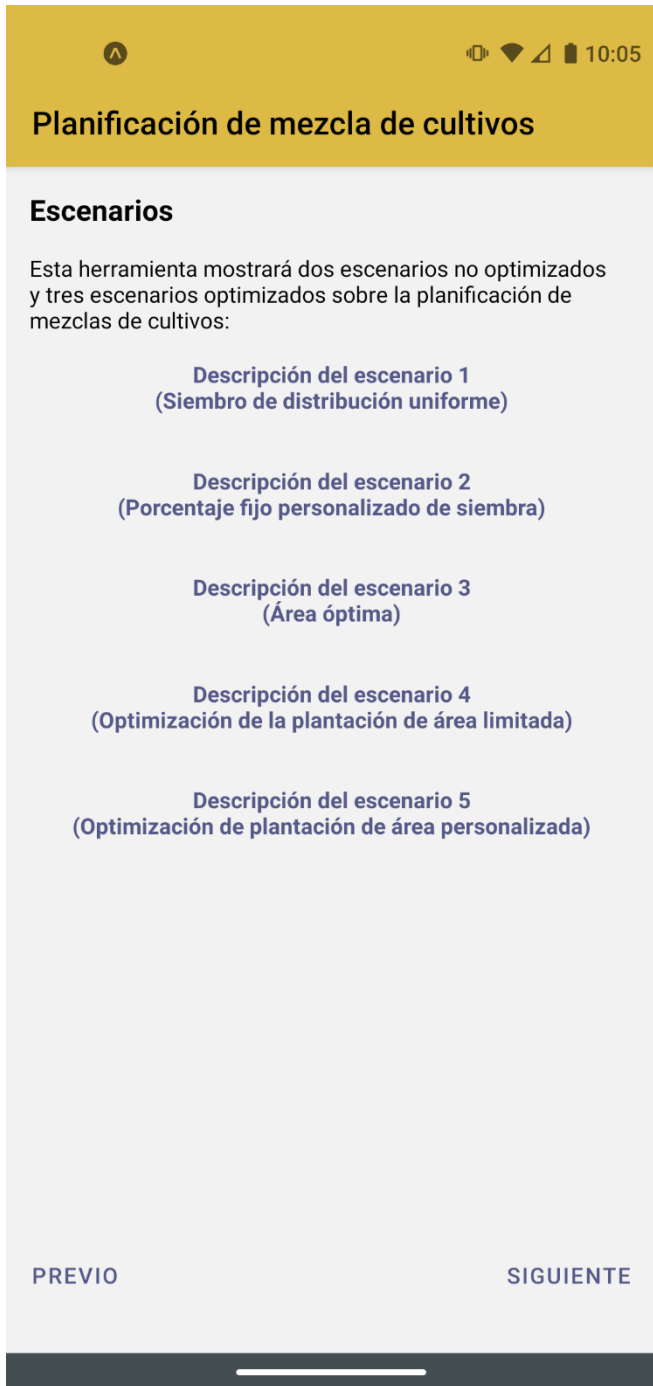 10:05
Planificación de mezcla de cultivos
Escenarios
Esta herramienta mostrará dos escenarios no optimizados
y tres escenarios optimizados sobre la planificación de
mezclas de cultivos:
Descripción del escenario 1
(Siembro de distribución uniforme)
Descripción del escenario 2
(Porcentaje fijo personalizado de siembra)
Descripción del escenario 3
(Área óptima)
Descripción del escenario 4
(Optimización de la plantación de área limitada)
Descripción del escenario 5
(Optimización de plantación de área personalizada)
PREVIO
SIGUIENTE